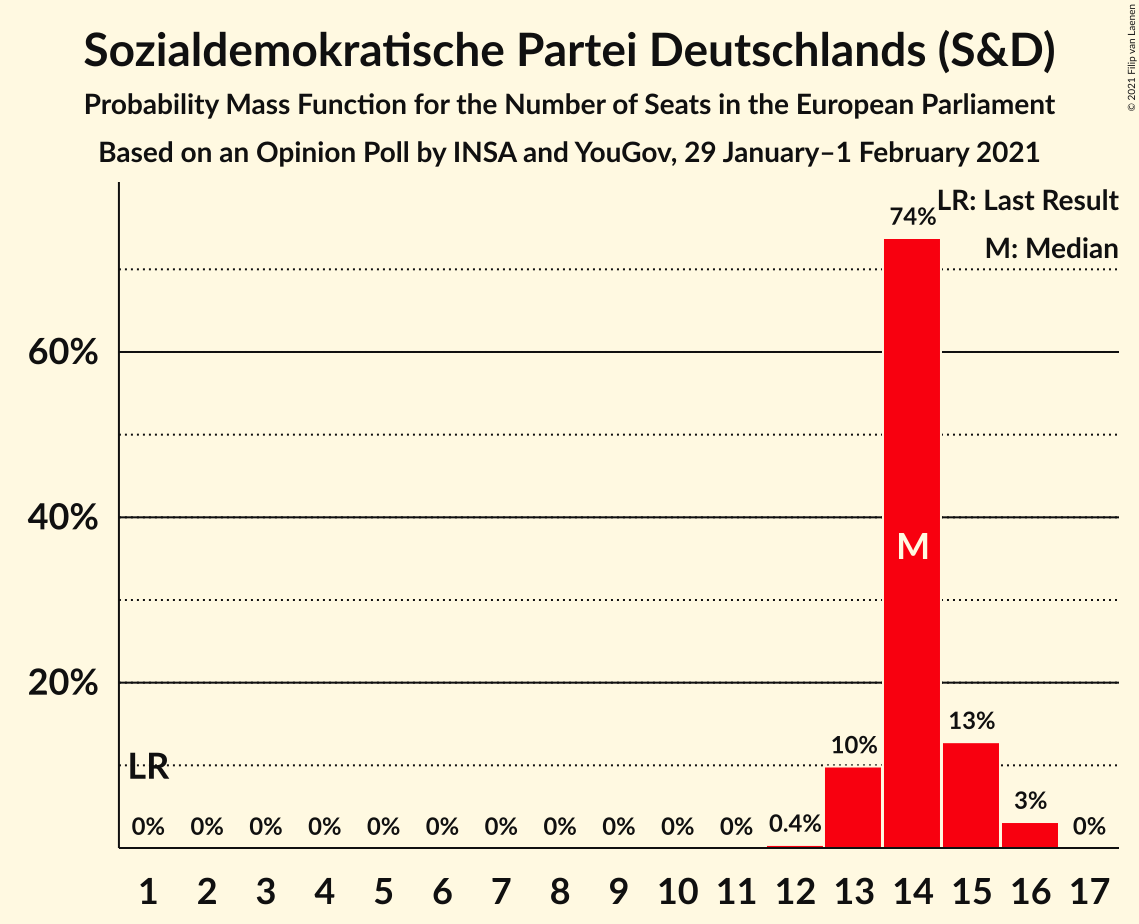 Sozialdemokratische Partei Deutschlands (S&D)
Probability Mass Function for the Number of Seats in the European Parliament
Based on an Opinion Poll by INSA and YouGov, 29 January–1 February 2021
© 2021 Filip van Laenen
LR: Last Result
M: Median
74%
60%
40%
M
20%
13%
10%
LR
3%
0% 0% 0% 0% 0% 0% 0% 0% 0% 0% 0% 0.4% 0%
1 2 3 4 5 6 7 8 9 10 11 12 13 14 15 16 17